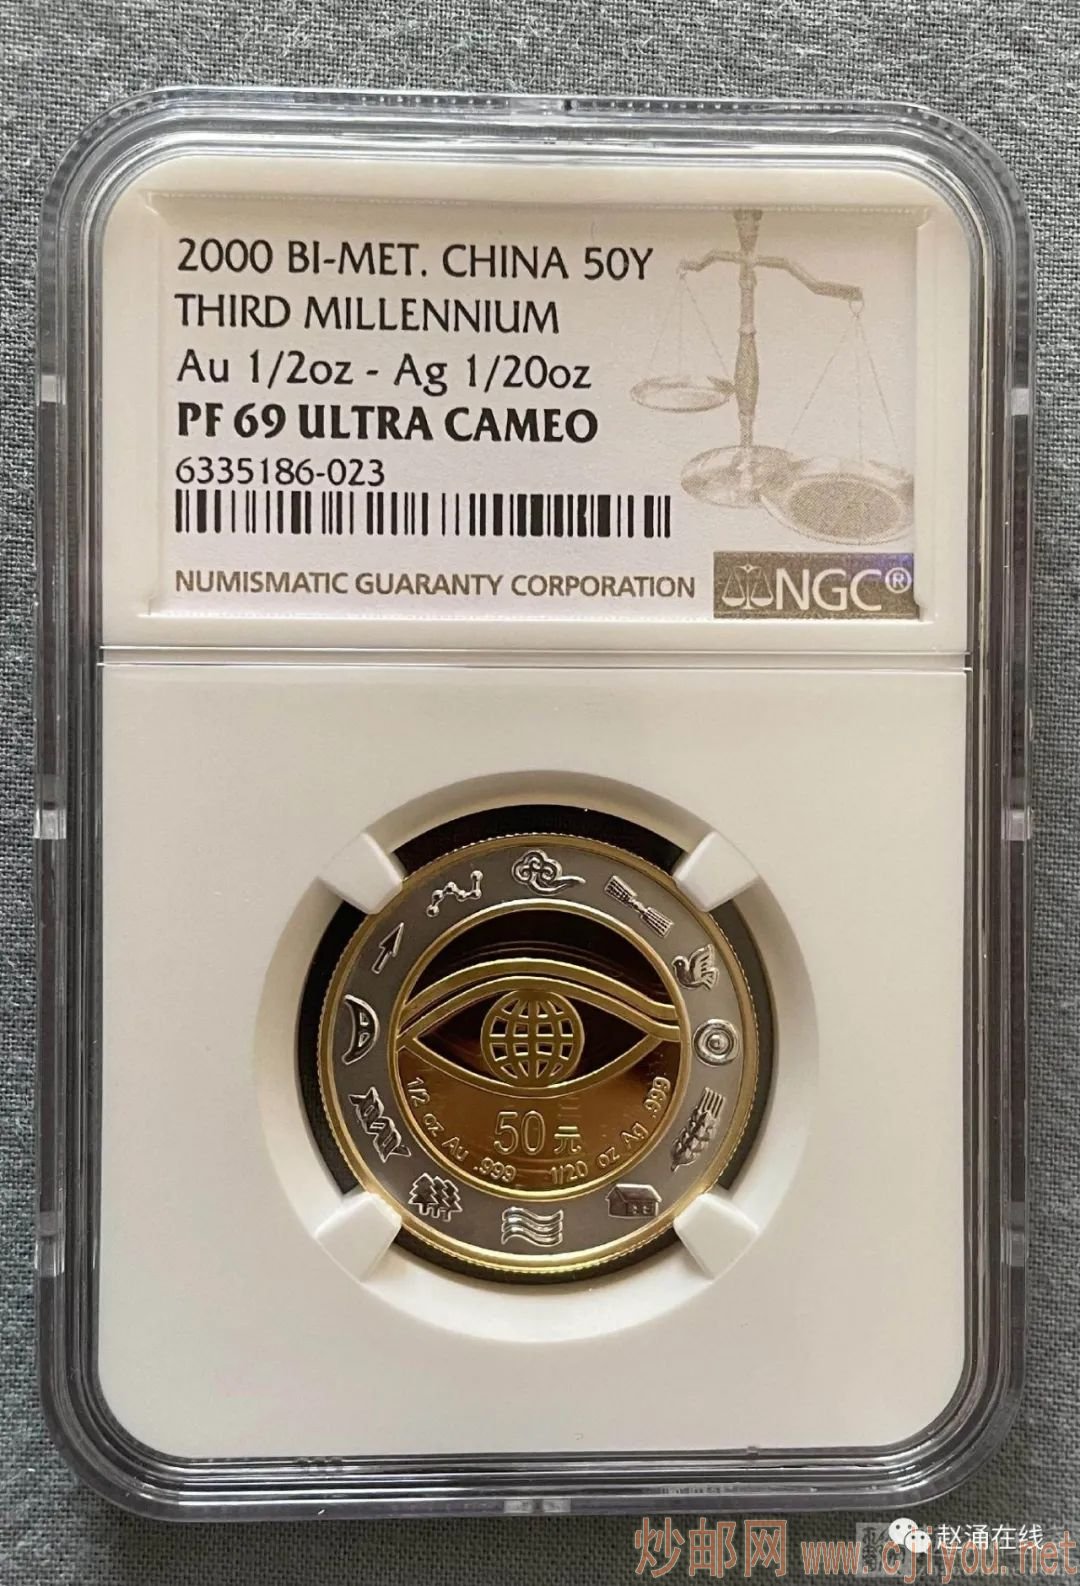 2000 BI-MET. CHINA 50Y
THIRD MILLENNIUM
Au 1/2oz - Ag 1/20oz
PF 69 ULTRA CAMEO
6335186-023
NUMISMATIC GUARANTY CORPORATION
NGC®
1/2 oz Au .999
50元
1/20 oz Ag .999
赵涌在线
炒邮网 www.cjiyou.net